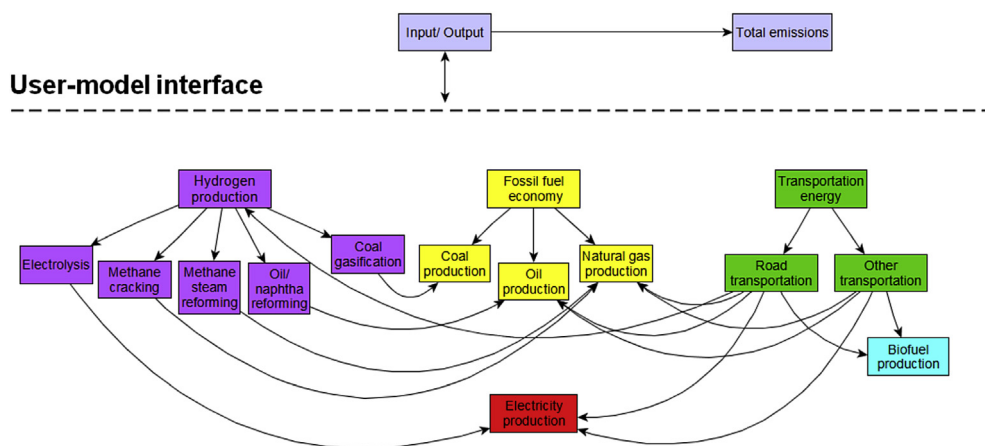 Input/ Output
Total emissions
User-model interface
Hydrogen
production
Fossil fuel
economy
Transportation
energy
Electrolysis
Methane
cracking
Methane
steam
reforming
Oil/
naphtha
reforming
Coal
gasification
Coal
production
Oil
production
Natural gas
production
Road
transportation
Other
transportation
Biofuel
production
Electricity
production